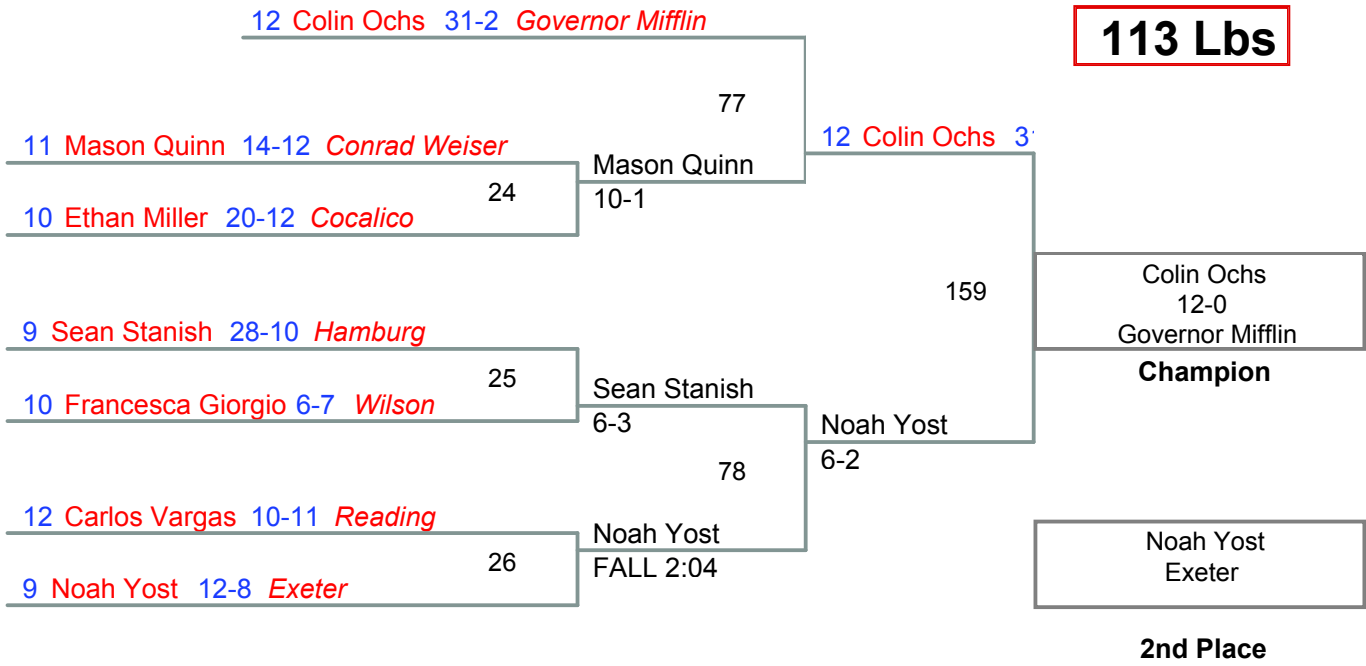 12 Colin Ochs 31-2 Governor Mifflin
113 Lbs
77
12 Colin Ochs 3
11 Mason Quinn 14-12 Conrad Weiser
Mason Quinn
24
10-1
10 Ethan Miller 20-12 Cocalico
159
Colin Ochs
12-0
Governor Mifflin
Champion
9 Sean Stanish 28-10 Hamburg
25
Sean Stanish
10 Francesca Giorgio 6-7 Wilson
6-3
Noah Yost
78
6-2
12 Carlos Vargas 10-11 Reading
Noah Yost
26
FALL 2:04
9 Noah Yost 12-8 Exeter
Noah Yost
Exeter
2nd Place